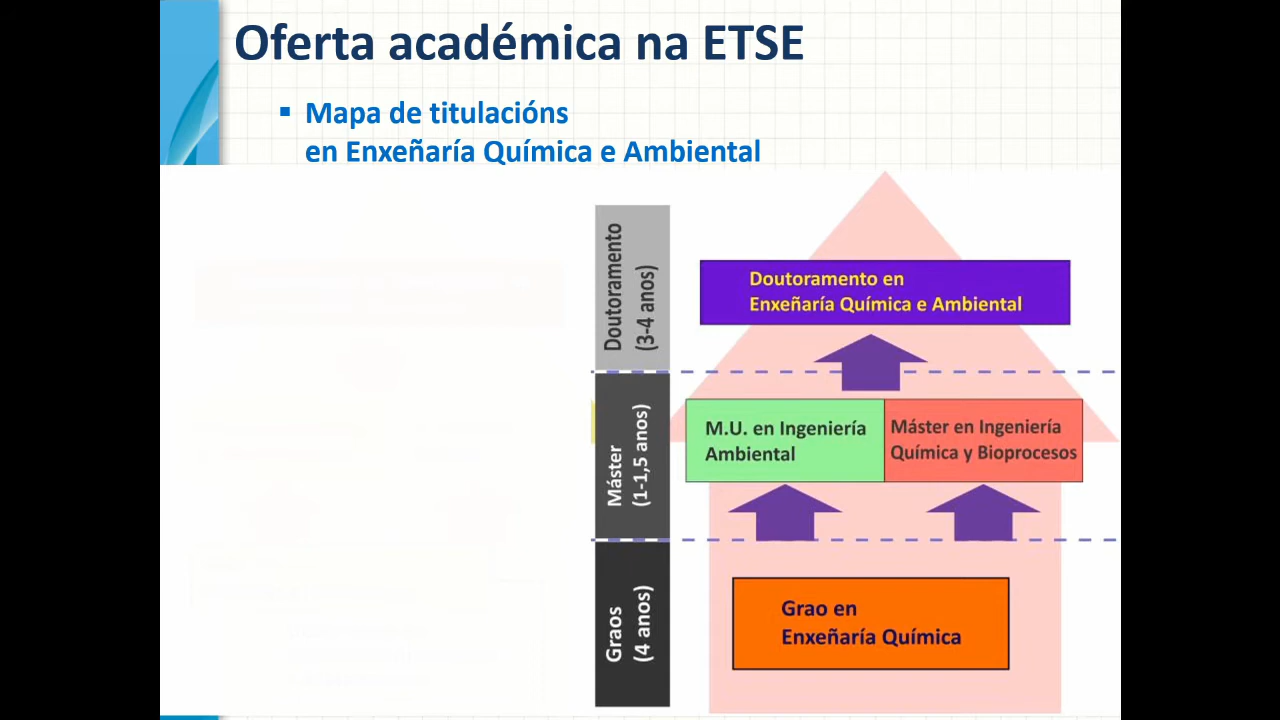 Oferta académica na ETSE
▪ Mapa de titulacións
en Enxeñaría Química e Ambiental
Doutoramento
(3-4 anos)
Doutoramento en
Enxeñaría Química e Ambiental
Máster
(1-1,5 anos)
M.U. en Ingeniería
Ambiental
Máster en Ingeniería
Química y Bioprocesos
Graos
(4 anos)
Grao en
Enxeñaría Química